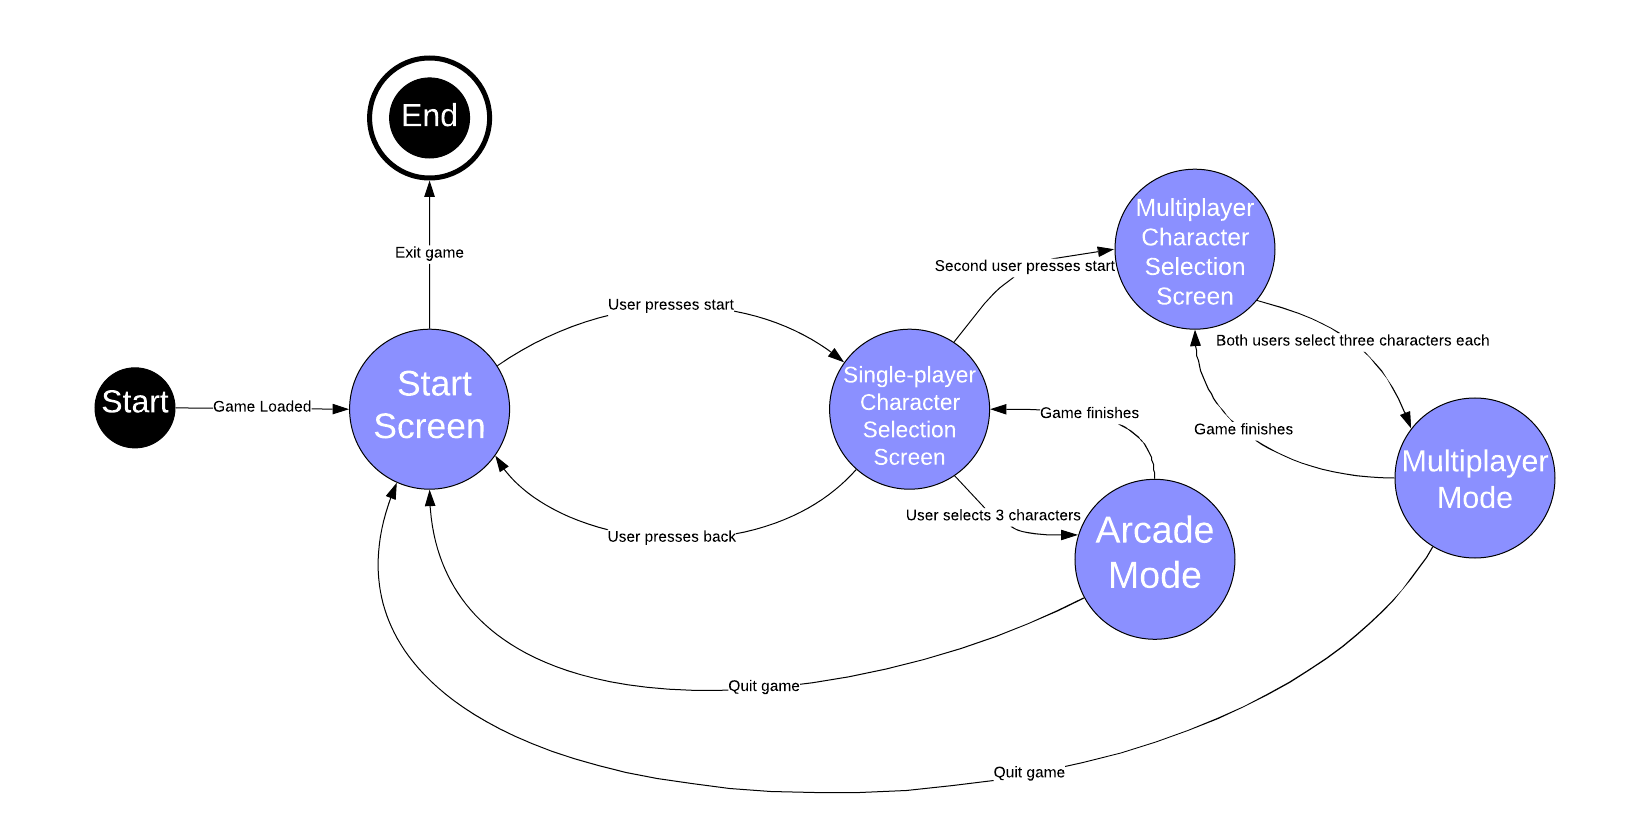 End
Exit game
Multiplayer
Character
Selection
Screen
Second user presses start
User presses start
Both users select three characters each
Start
Game Loaded
Start
Screen
Single-player
Character
Selection
Screen
Game finishes
Game finishes
Multiplayer
Mode
User selects 3 characters
Arcade
Mode
User presses back
Quit game
Quit game